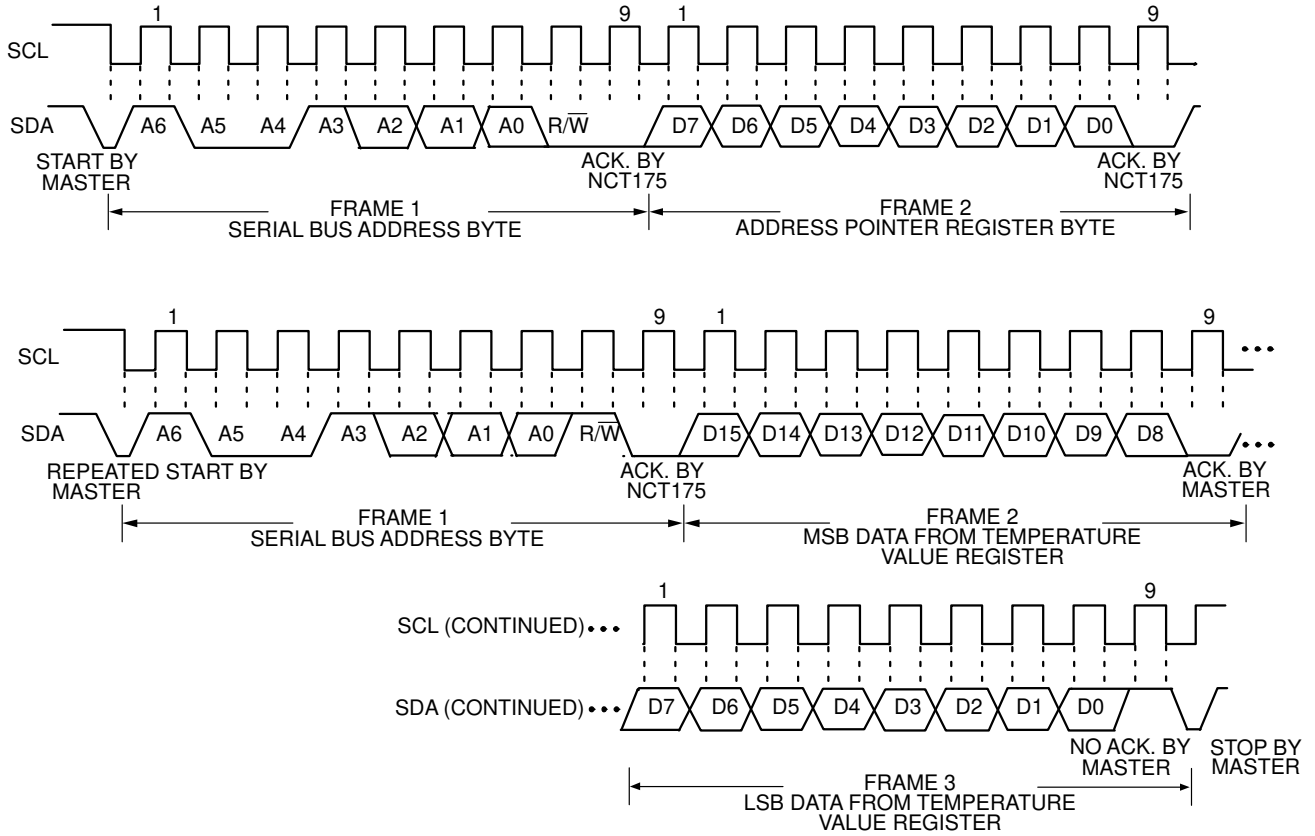 1 9 1 9
SCL
SDA A6 A5 A4 A3 A2 A1 A0 R/W̅ D7 D6 D5 D4 D3 D2 D1 D0
START BY
MASTER
ACK. BY
NCT175
ACK. BY
NCT175
FRAME 1
SERIAL BUS ADDRESS BYTE
FRAME 2
ADDRESS POINTER REGISTER BYTE
1 9 1 9
SCL
SDA A6 A5 A4 A3 A2 A1 A0 R/W̅ D15 D14 D13 D12 D11 D10 D9 D8
REPEATED START BY
MASTER
ACK. BY
NCT175
ACK. BY
MASTER
FRAME 1
SERIAL BUS ADDRESS BYTE
FRAME 2
MSB DATA FROM TEMPERATURE
VALUE REGISTER
1 9
SCL (CONTINUED)
SDA (CONTINUED) D7 D6 D5 D4 D3 D2 D1 D0
NO ACK. BY
MASTER
STOP BY
MASTER
FRAME 3
LSB DATA FROM TEMPERATURE
VALUE REGISTER